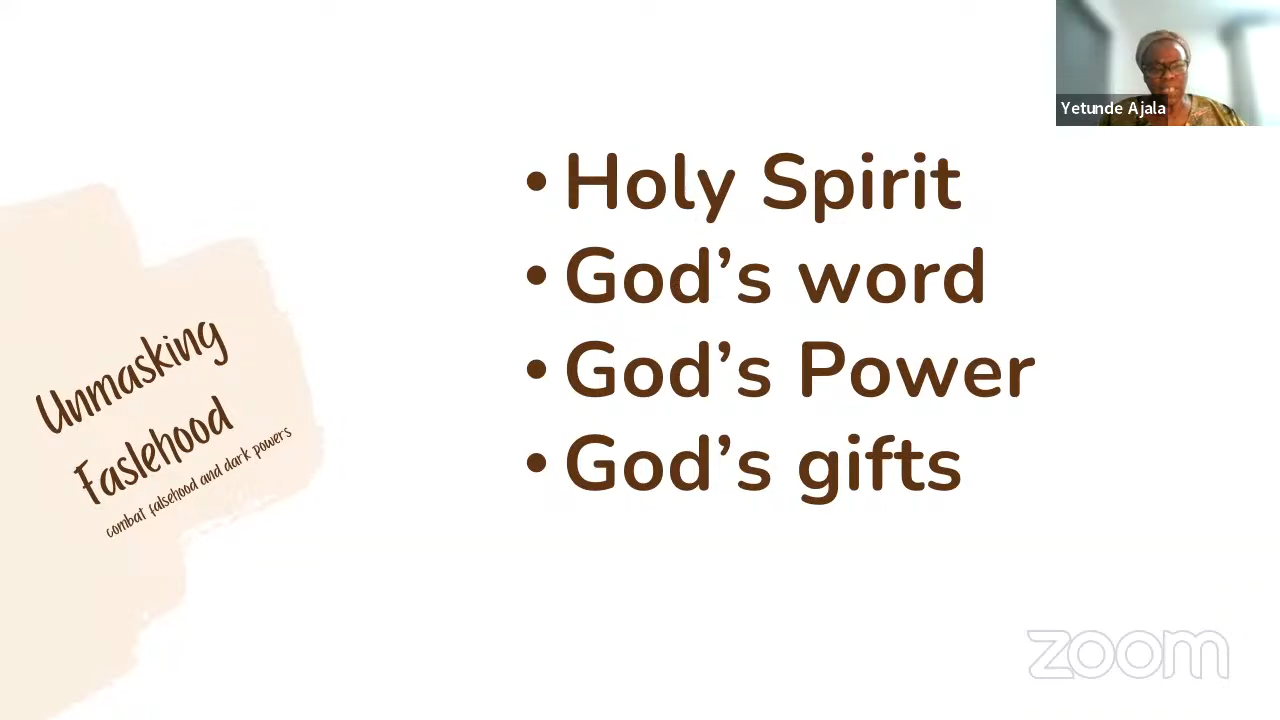 Yetunde Ajala
• Holy Spirit
• God’s word
• God’s Power
• God’s gifts
Unmasking
Faslehood
combat falsehood and dark powers
zoom